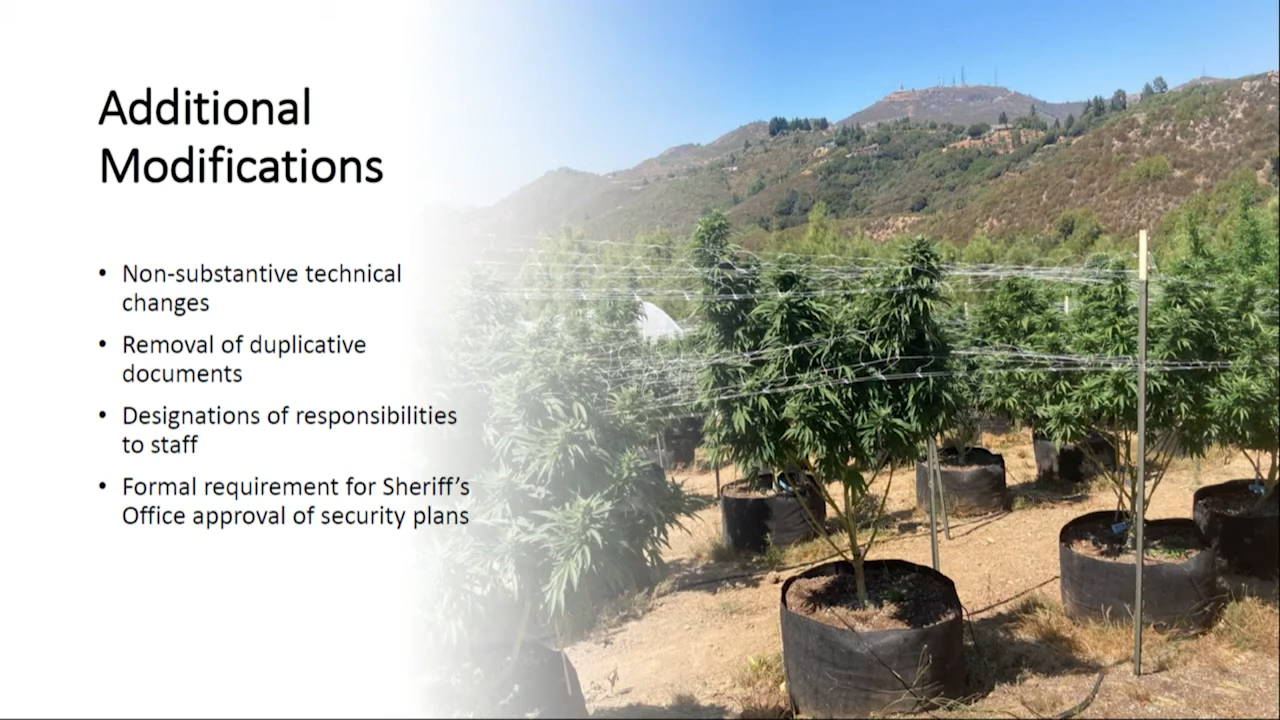 Additional
Modifications
• Non-substantive technical
changes
• Removal of duplicative
documents
• Designations of responsibilities
to staff
• Formal requirement for Sheriff’s
Office approval of security plans